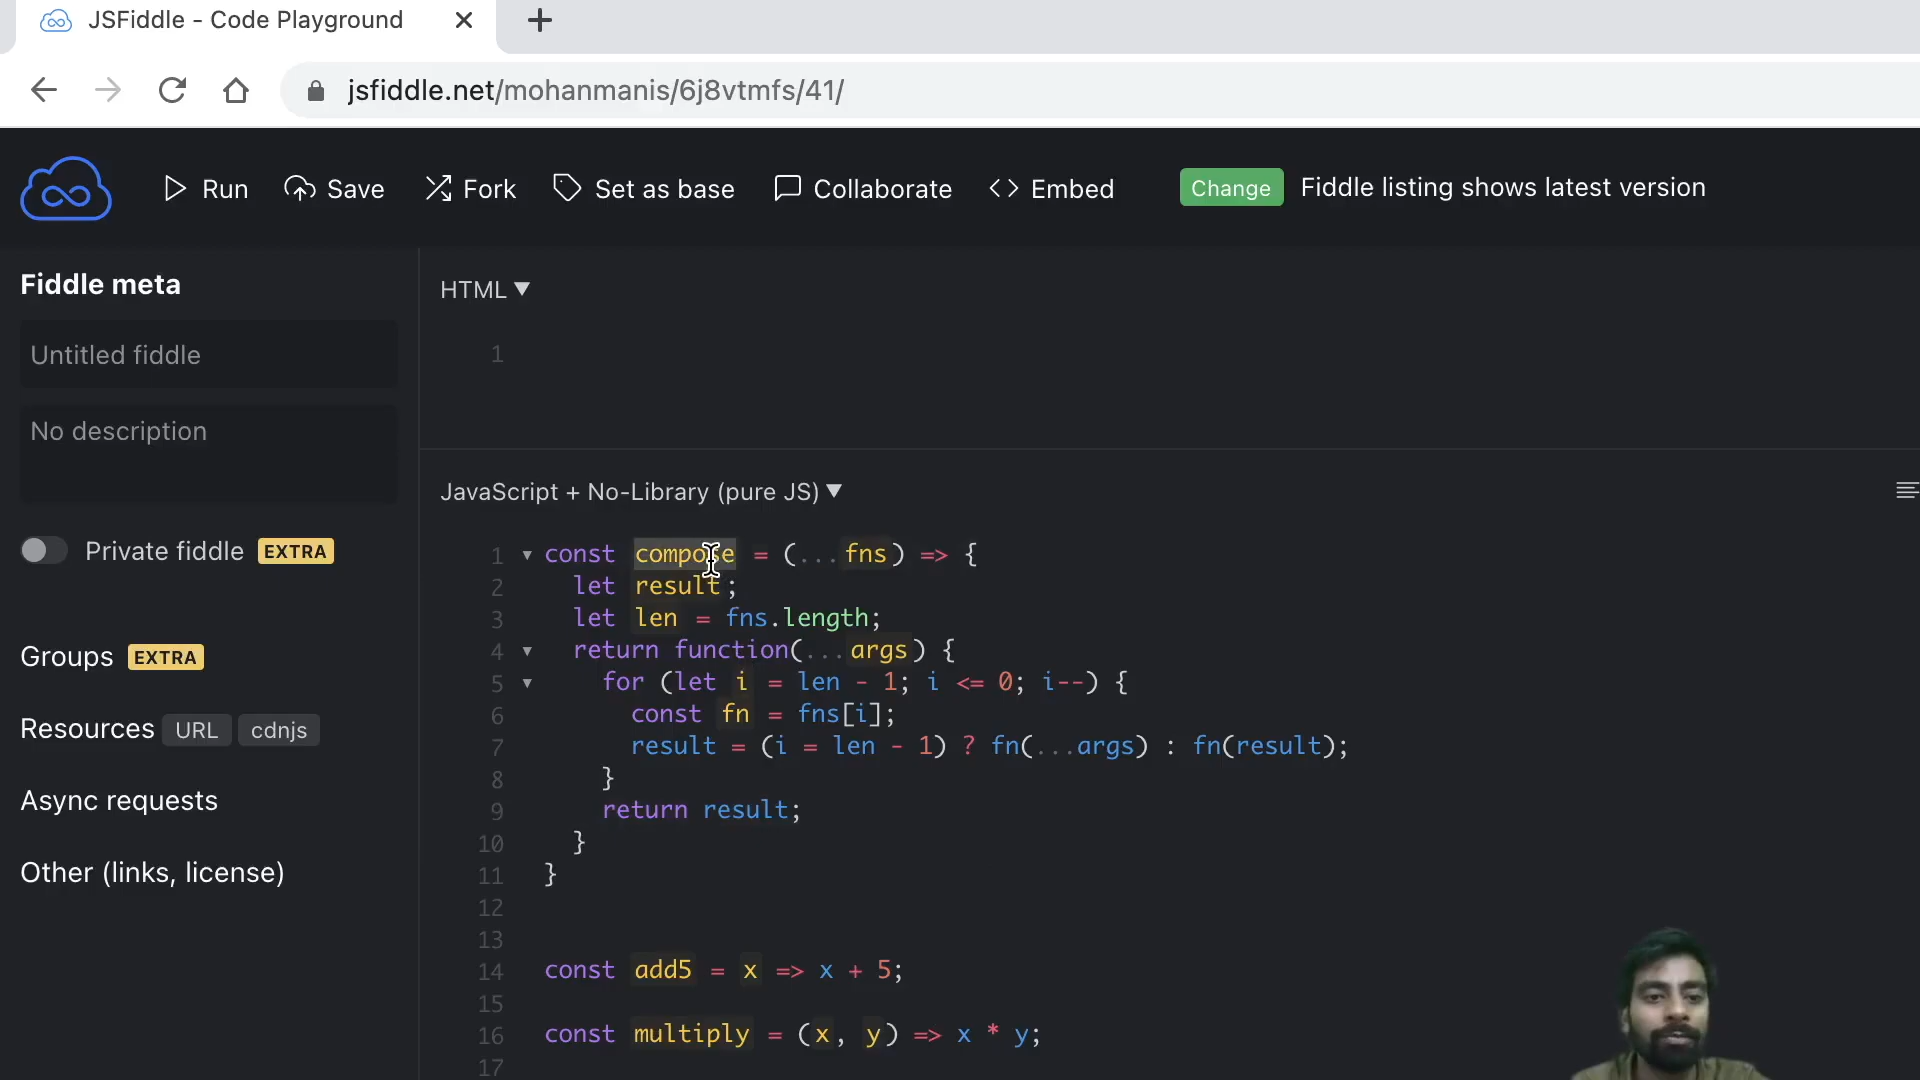 JSFiddle - Code Playground
jsfiddle.net/mohanmanis/6j8vtmfs/41/
Run Save Fork Set as base Collaborate Embed Change Fiddle listing shows latest version
Fiddle meta
Untitled fiddle
No description
Private fiddle EXTRA
Groups EXTRA
Resources URL cdnjs
Async requests
Other (links, license)
HTML ▼
1
JavaScript + No-Library (pure JS) ▼
1 ▼ const compose = (...fns) => {
2 let result;
3 let len = fns.length;
4 ▼ return function(...args) {
5 ▼ for (let i = len - 1; i <= 0; i--) {
6 const fn = fns[i];
7 result = (i = len - 1) ? fn(...args) : fn(result);
8 }
9 return result;
10 }
11 }
12
13
14 const add5 = x => x + 5;
15
16 const multiply = (x, y) => x * y;
17